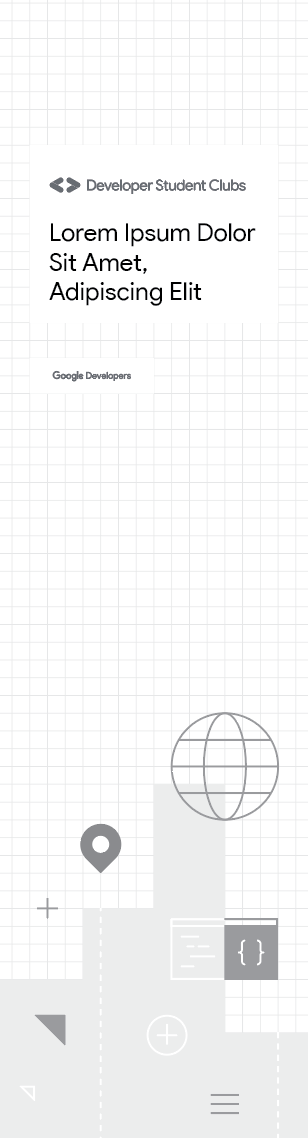 Developer Student Clubs
Lorem Ipsum Dolor
Sit Amet,
Adipiscing Elit
Google Developers
{ }